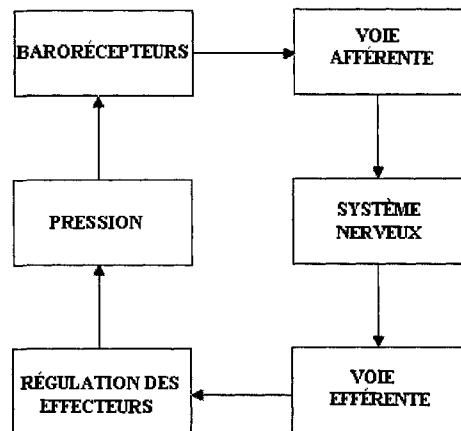 BARORÉCEPTEURS
VOIE
AFFÉRENTE
PRESSION
SYSTÈME
NERVEUX
RÉGULATION DES
EFFECTEURS
VOIE
EFFÉRENTE